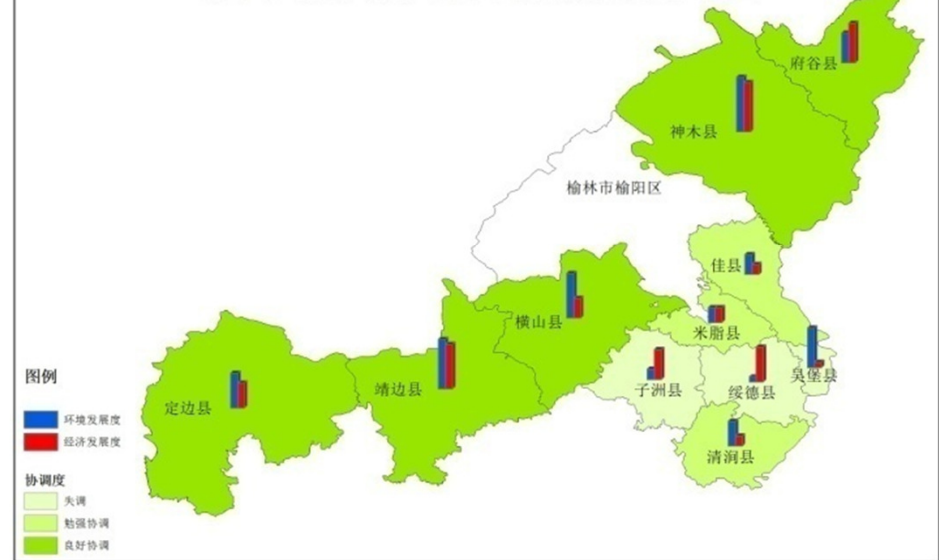 府谷县
神木县
榆林市榆阳区
佳县
横山县
米脂县
吴堡县
靖边县
子洲县
绥德县
定边县
清涧县
图例
环境发展度
经济发展度
协调度
失调
勉强协调
良好协调